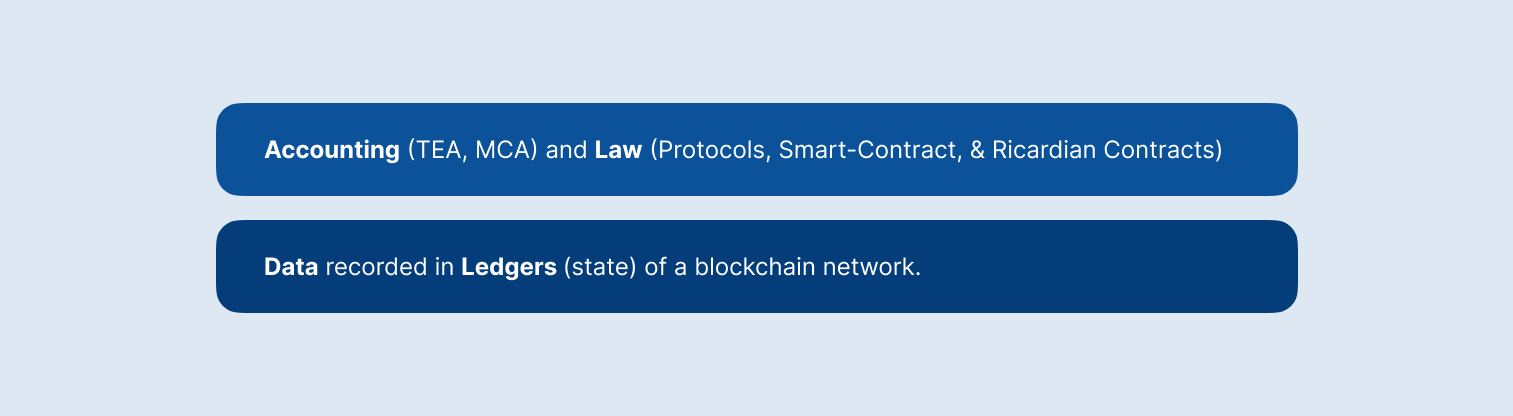 Accounting (TEA, MCA) and Law (Protocols, Smart-Contract, & Ricardian Contracts)
Data recorded in Ledgers (state) of a blockchain network.